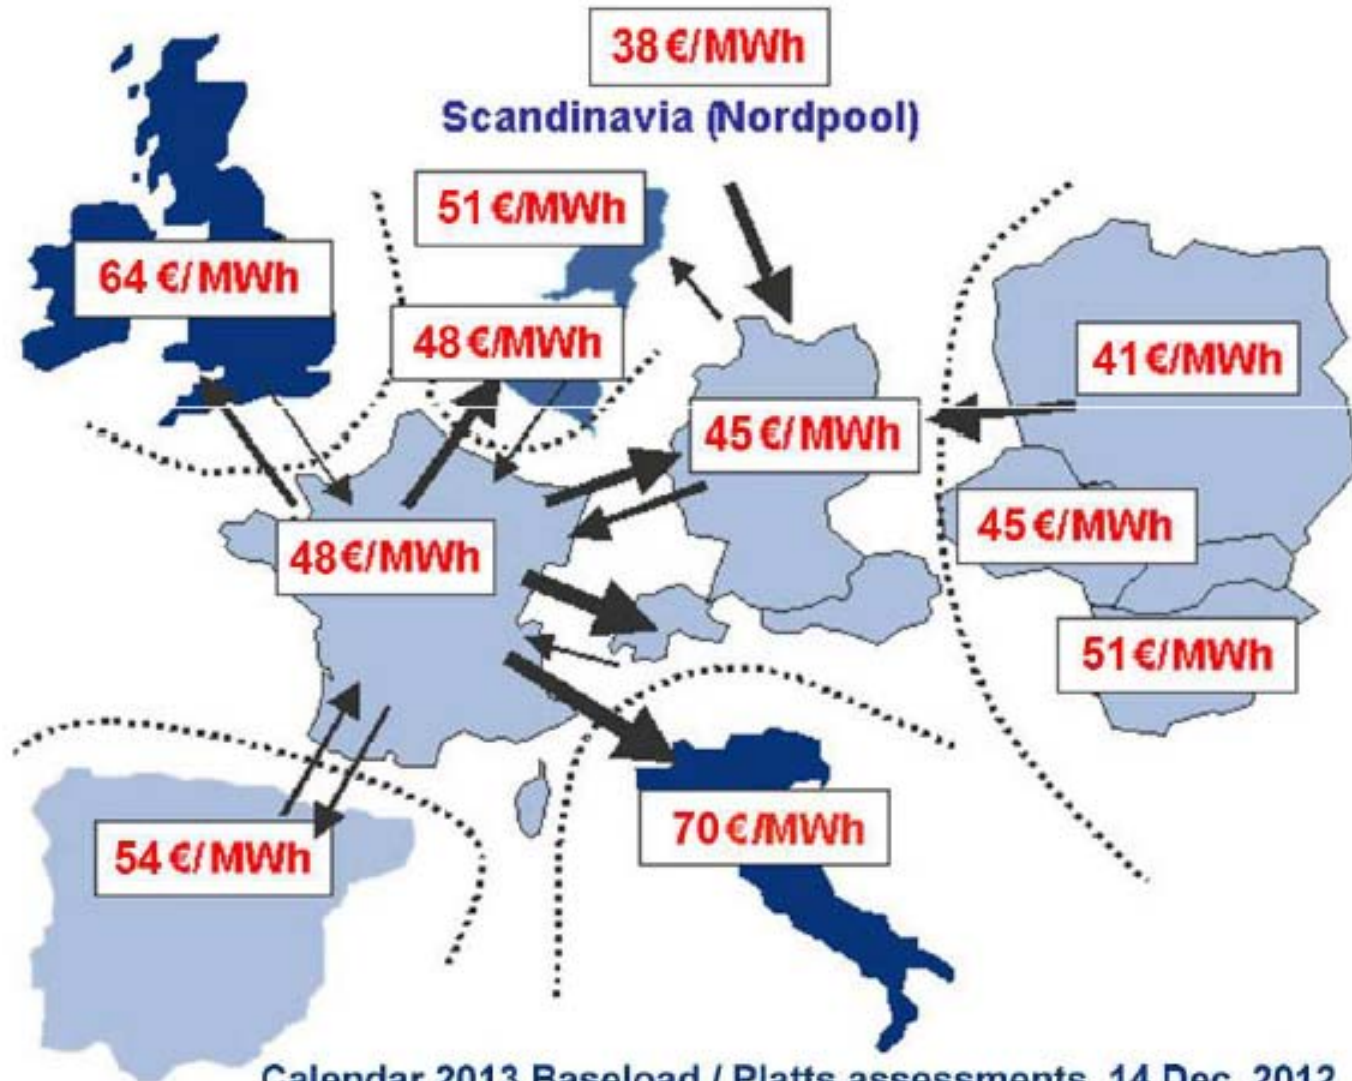 38 €/MWh
Scandinavia (Nordpool)
51 €/MWh
64 €/MWh
48 €/MWh
41 €/MWh
45 €/MWh
45 €/MWh
48 €/MWh
51 €/MWh
70 €/MWh
54 €/MWh
Calendar 2013 Baseload / Platts assessments, 14 Dec. 2012